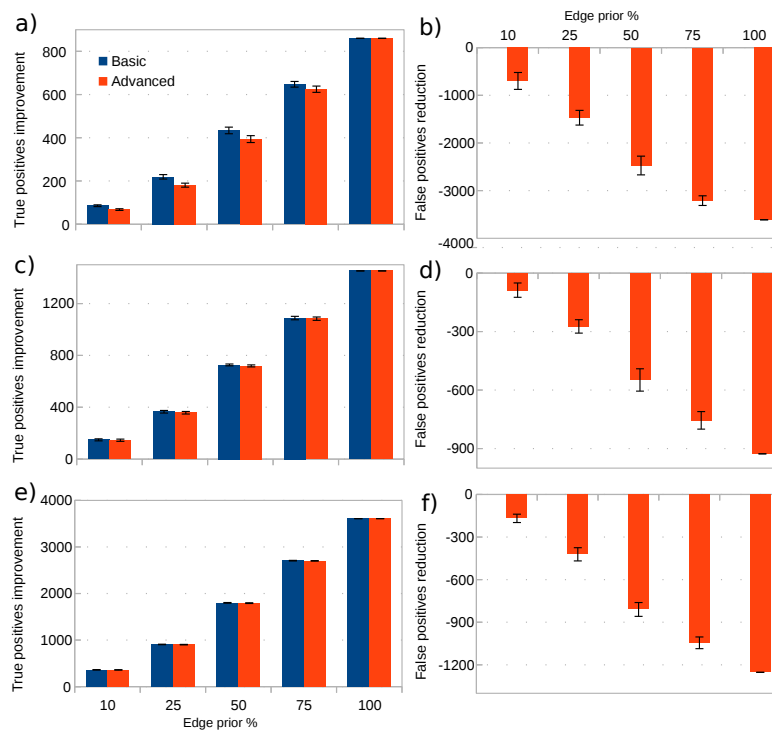 a)
True positives improvement
800
600
400
200
0
Basic
Advanced
b)
Edge prior %
10 25 50 75 100
False positives reduction
0
-1000
-2000
-3000
-4000
c)
True positives improvement
1200
800
400
0
d)
False positives reduction
0
-300
-600
-900
e)
True positives improvement
4000
3000
2000
1000
0
10 25 50 75 100
Edge prior %
f)
False positives reduction
0
-300
-600
-900
-1200